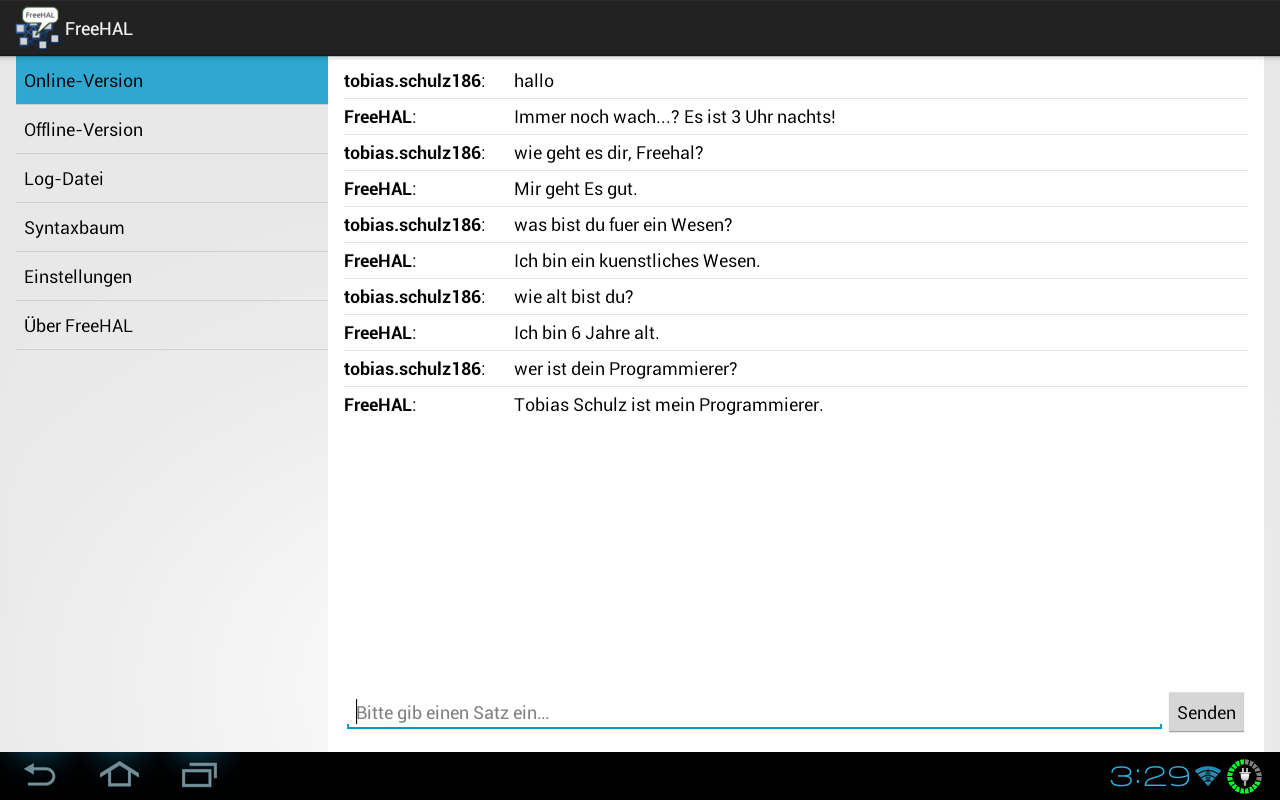 FreeHAL
FreeHAL
Online-Version
Offline-Version
Log-Datei
Syntaxbaum
Einstellungen
Über FreeHAL
tobias.schulz186: hallo
FreeHAL: Immer noch wach...? Es ist 3 Uhr nachts!
tobias.schulz186: wie geht es dir, Freehal?
FreeHAL: Mir geht Es gut.
tobias.schulz186: was bist du fuer ein Wesen?
FreeHAL: Ich bin ein kuenstliches Wesen.
tobias.schulz186: wie alt bist du?
FreeHAL: Ich bin 6 Jahre alt.
tobias.schulz186: wer ist dein Programmierer?
FreeHAL: Tobias Schulz ist mein Programmierer.
Bitte gib einen Satz ein...
Senden
3:29